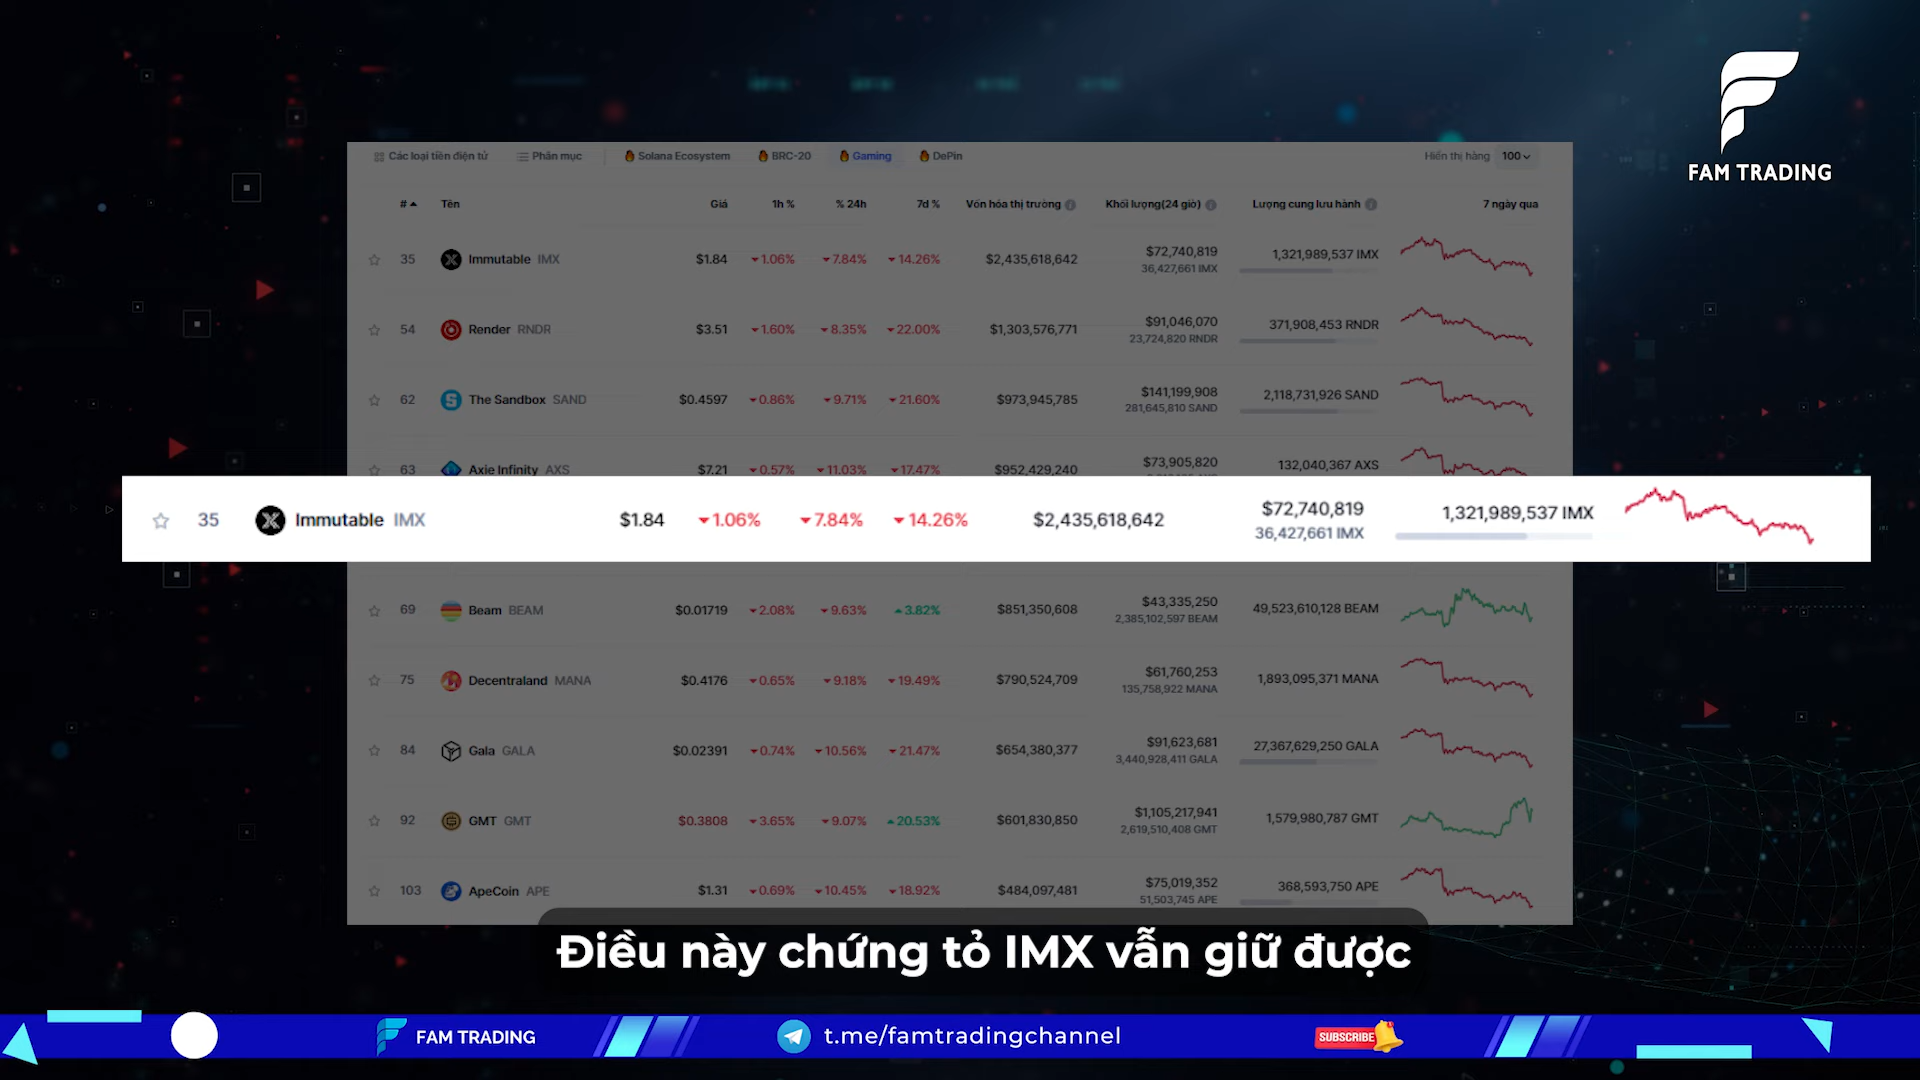 FAM TRADING
Các loại tiền điện tử Phân mục Solana Ecosystem BRC-20 Gaming DePin Hiển thị hàng 100
# Tên Giá 1h % % 24h 7d % Vốn hóa thị trường Khối lượng(24 giờ) Lượng cung lưu hành 7 ngày qua
35 Immutable IMX $1.84 1.06% 7.84% 14.26% $2,435,618,642 $72,740,819 1,321,989,537 IMX
36,427,661 IMX
54 Render RNDR $3.51 1.60% 8.35% 22.00% $1,303,576,771 $91,046,070 371,908,453 RNDR
23,724,820 RNDR
62 The Sandbox SAND $0.4597 0.86% 9.71% 21.60% $973,945,785 $141,199,908 2,118,731,926 SAND
281,645,810 SAND
63 Axie Infinity AXS $7.21 0.57% 11.03% 17.47% $952,429,240 $73,905,820 132,040,367 AXS
35 Immutable IMX $1.84 1.06% 7.84% 14.26% $2,435,618,642 $72,740,819 1,321,989,537 IMX
36,427,661 IMX
69 Beam BEAM $0.01719 2.08% 9.63% 3.82% $851,350,608 $43,335,250 49,523,610,128 BEAM
2,385,102,597 BEAM
75 Decentraland MANA $0.4176 0.65% 9.18% 19.49% $790,524,709 $61,760,253 1,893,095,371 MANA
135,758,922 MANA
84 Gala GALA $0.02391 0.74% 10.56% 21.47% $654,380,377 $91,623,681 27,367,629,250 GALA
3,440,928,411 GALA
92 GMT GMT $0.3808 3.65% 9.07% 20.53% $601,830,850 $1,105,217,941 1,579,980,787 GMT
2,619,510,408 GMT
103 ApeCoin APE $1.31 0.69% 10.45% 18.92% $484,097,481 $75,019,352 368,593,750 APE
51,503,745 APE
Điều này chứng tỏ IMX vẫn giữ được
FAM TRADING t.me/famtradingchannel SUBSCRIBE